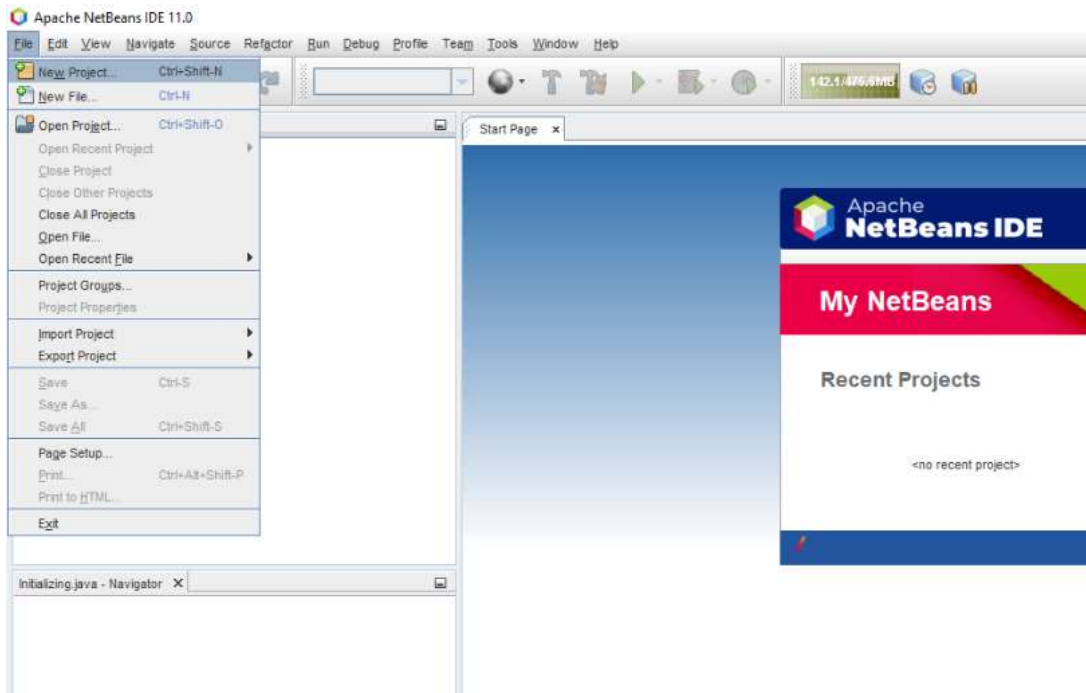 Apache NetBeans IDE 11.0
File Edit View Navigate Source Refactor Run Debug Profile Team Tools Window Help
New Project... Ctrl+Shift-N
142.1/476.5MB
New File... Ctrl-N
Open Project... Ctrl+Shift-O
Start Page
Open Recent Project
Close Project
Close Other Projects
Close All Projects
Open File...
Open Recent File
Project Groups...
Project Properties
Import Project
Export Project
Save Ctrl-S
Save As...
Save All Ctrl+Shift-S
Page Setup...
Print... Ctrl+Alt+Shift-P
Print to HTML...
Exit
Apache
NetBeans IDE
My NetBeans
Recent Projects
<no recent project>
Initializing.java - Navigator